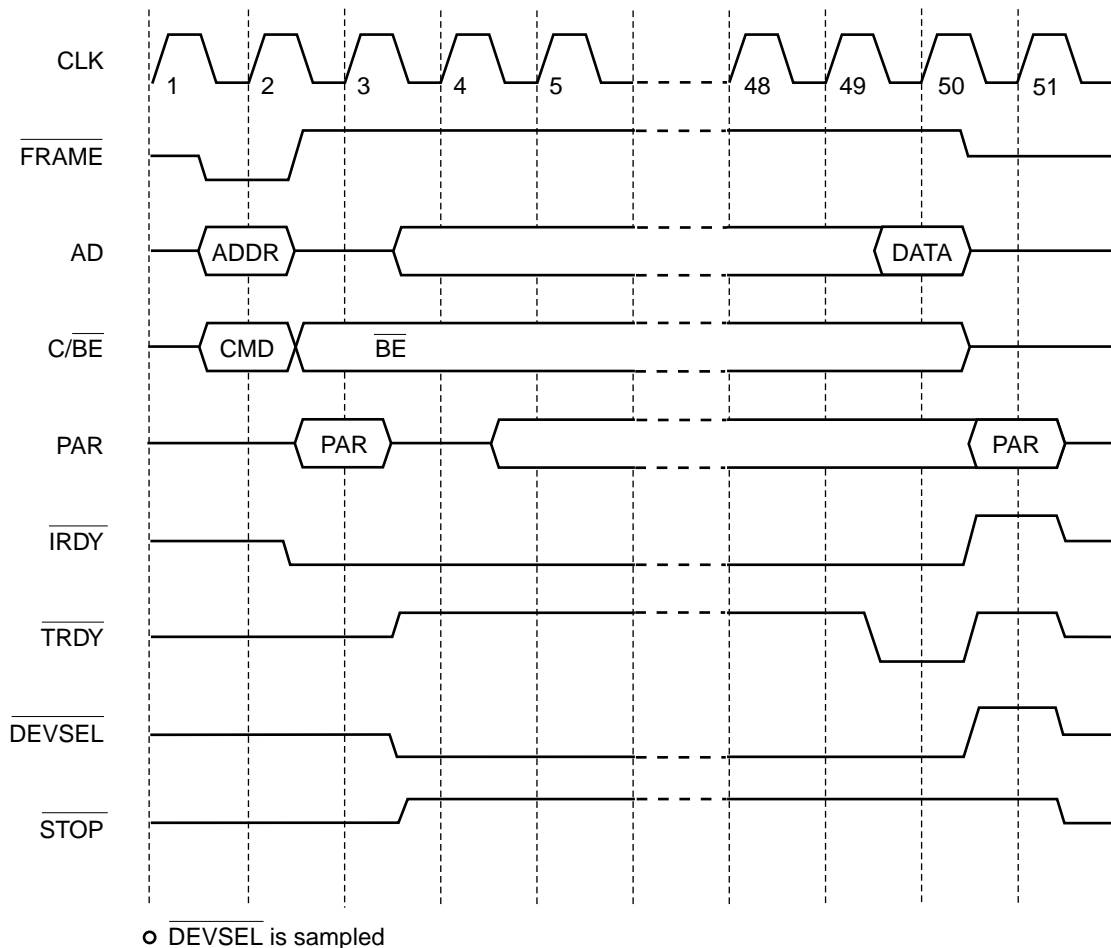 CLK
1 2 3 4 5 48 49 50 51
FRAME
AD ADDR DATA
C/BE CMD BE
PAR PAR PAR
IRDY
TRDY
DEVSEL
STOP
DEVSEL is sampled